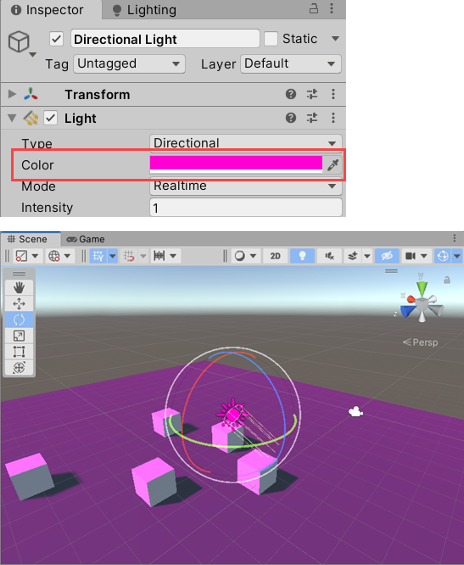 Inspector Lighting
Directional Light Static
Tag Untagged Layer Default
Transform
Light
Type Directional
Color
Mode Realtime
Intensity 1
Scene Game
2D
Persp